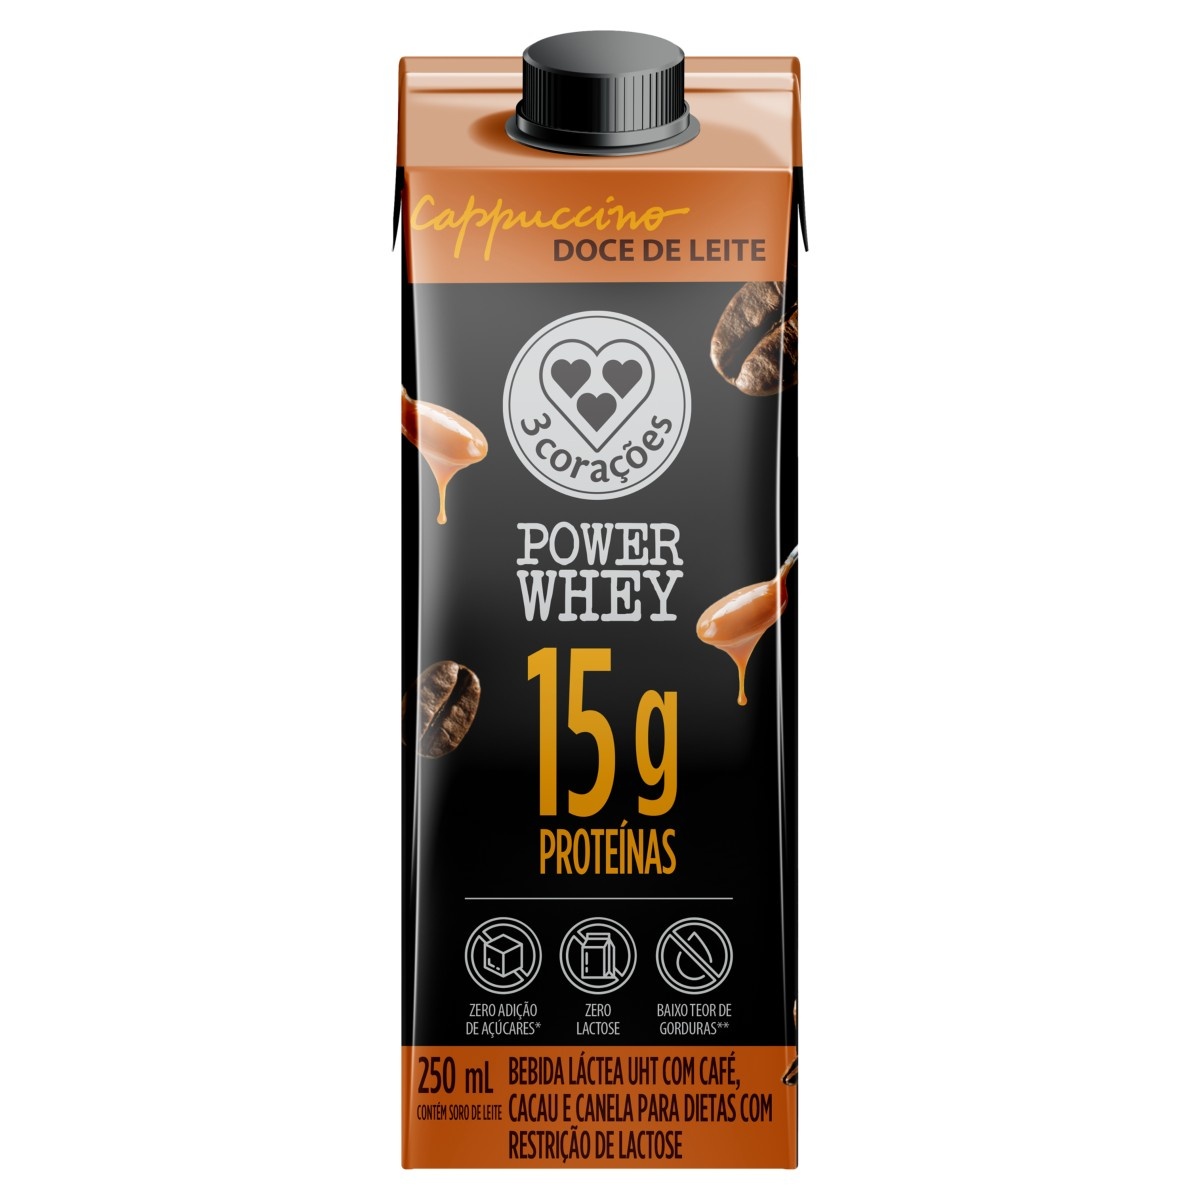 Cappuccino
DOCE DE LEITE
3 corações
POWER
WHEY
15 g
PROTEÍNAS
ZERO ADIÇÃO
DE AÇÚCARES*
ZERO
LACTOSE
BAIXO TEOR DE
GORDURAS**
250 mL
CONTÉM SORO DE LEITE
BEBIDA LÁCTEA UHT COM CAFÉ,
CACAU E CANELA PARA DIETAS COM
RESTRIÇÃO DE LACTOSE